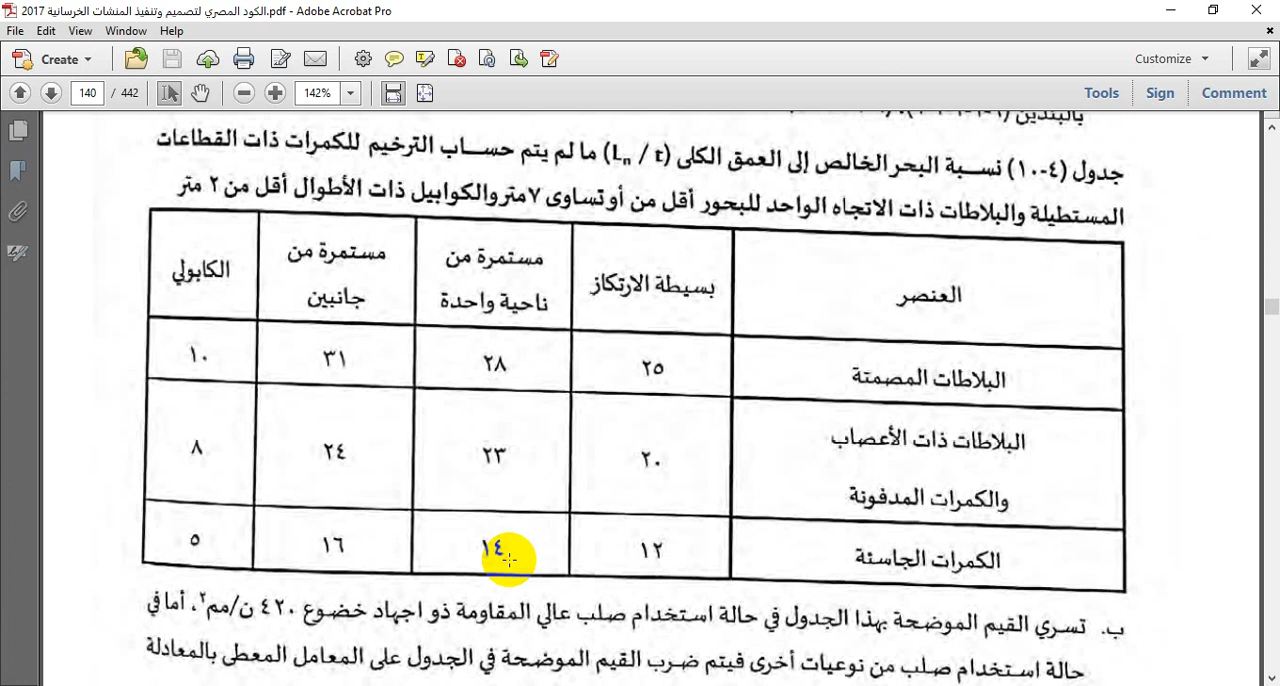 الكود المصري لتصميم وتنفيذ المنشات الخرسانية 2017.pdf - Adobe Acrobat Pro
File Edit View Window Help
Create Customize
140 / 442 142% Tools Sign Comment
جدول (٤-١٠) نسبة البحر الخالص إلى العمق الكلى (Lₙ / t) ما لم يتم حساب الترخيم للكمرات ذات القطاعات
المستطيلة والبلاطات ذات الاتجاه الواحد للبحور أقل من أو تساوى ٧ متر والكوابيل ذات الأطوال أقل من ٢ متر
العنصر بسيطة الارتكاز مستمرة من ناحية واحدة مستمرة من جانبين الكابولي
البلاطات المصمتة ٢٥ ٢٨ ٣١ ١٠
البلاطات ذات الأعصاب والكمرات المدفونة ٢٠ ٢٣ ٢٤ ٨
الكمرات الجاسئة ١٢ ١٤ ١٦ ٥
ب. تسري القيم الموضحة بهذا الجدول في حالة استخدام صلب عالي المقاومة ذو اجهاد خضوع ٤٢٠ ن/مم٢، أما في
حالة استخدام صلب من نوعيات أخرى فيتم ضرب القيم الموضحة في الجدول على المعامل المعطى بالمعادلة